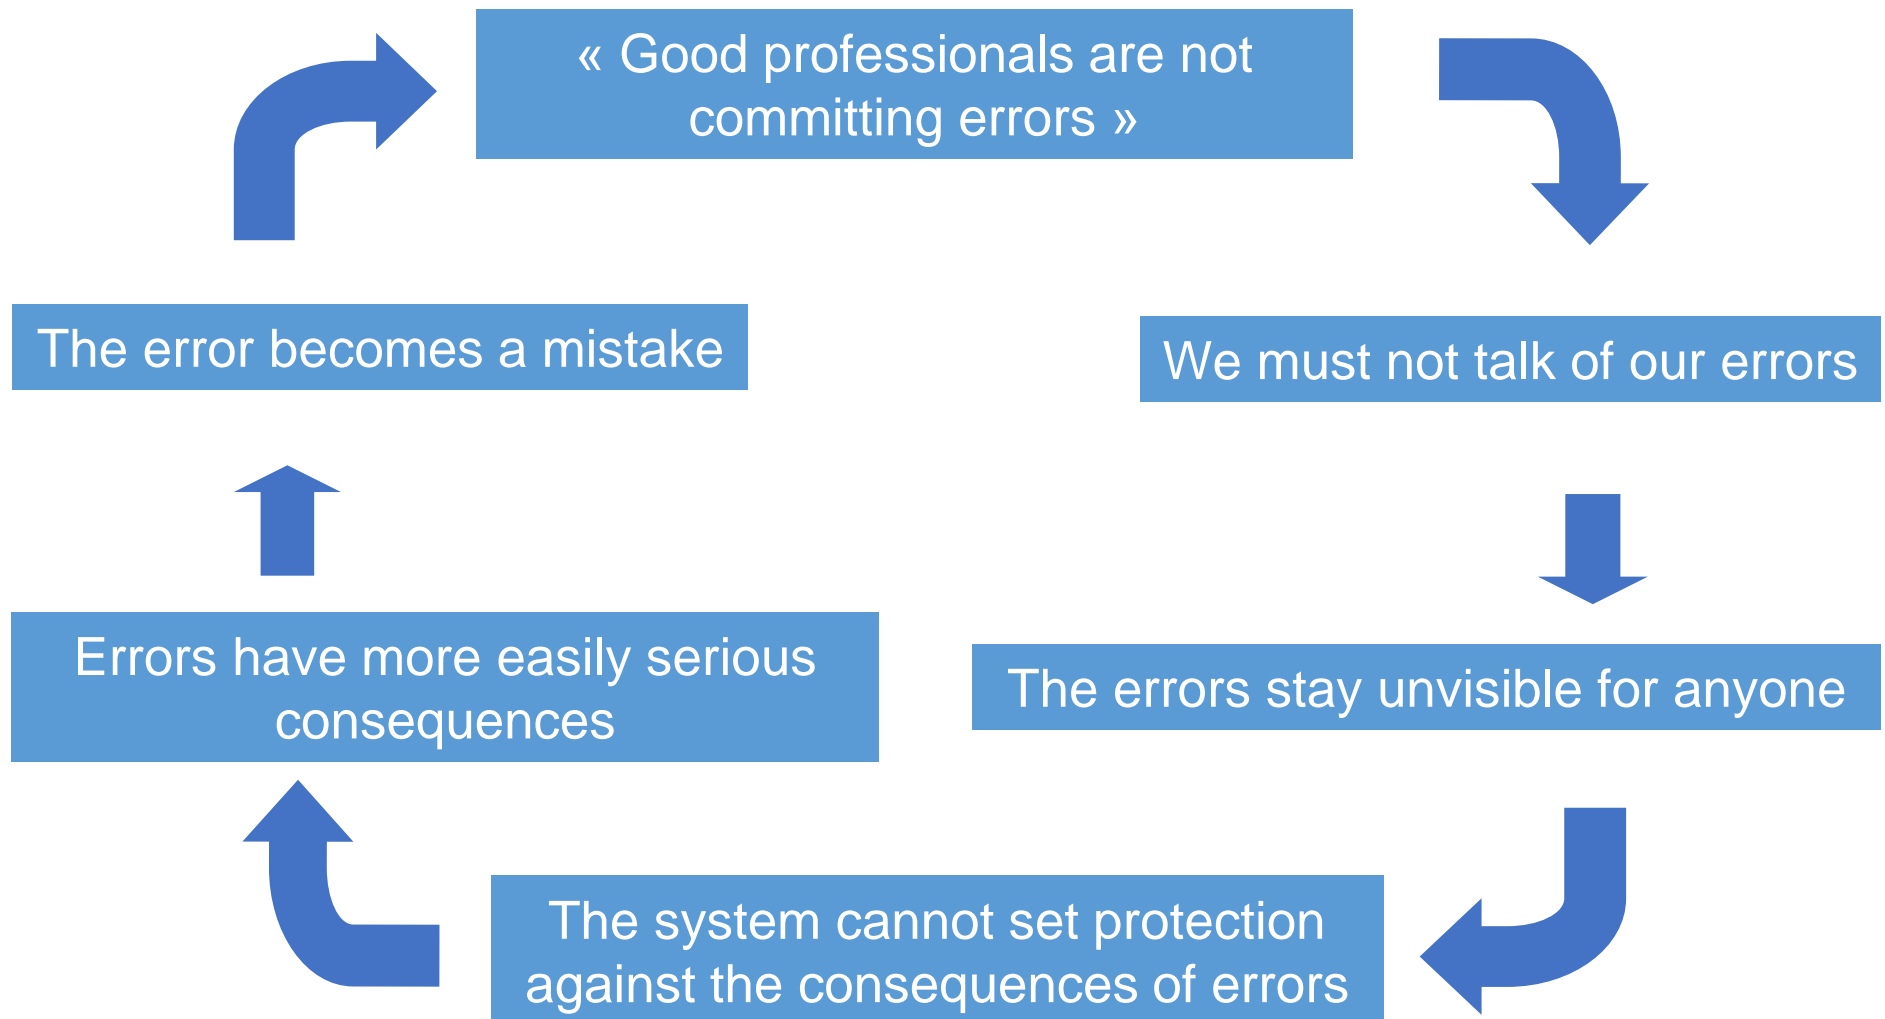 « Good professionals are not
committing errors »
We must not talk of our errors
The errors stay unvisible for anyone
The system cannot set protection
against the consequences of errors
Errors have more easily serious
consequences
The error becomes a mistake